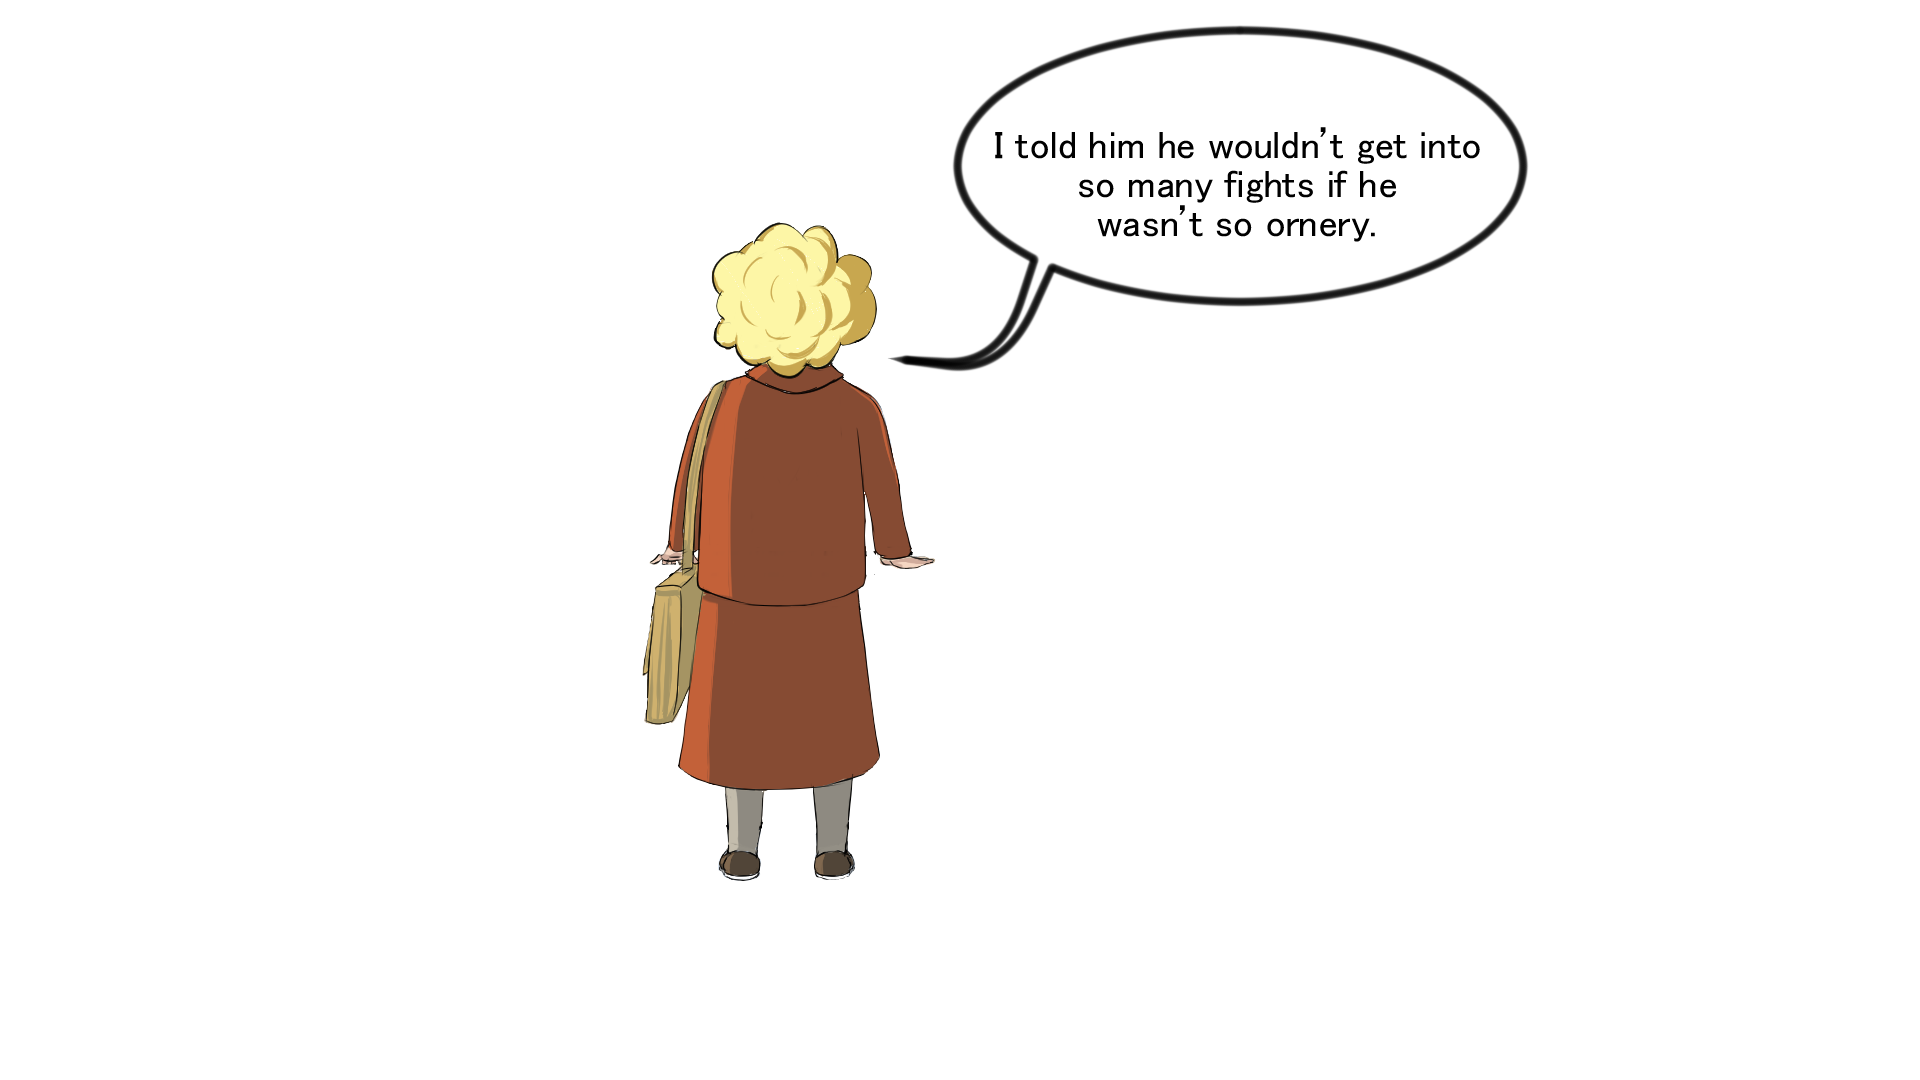 I told him he wouldn't get into
so many fights if he
wasn't so ornery.